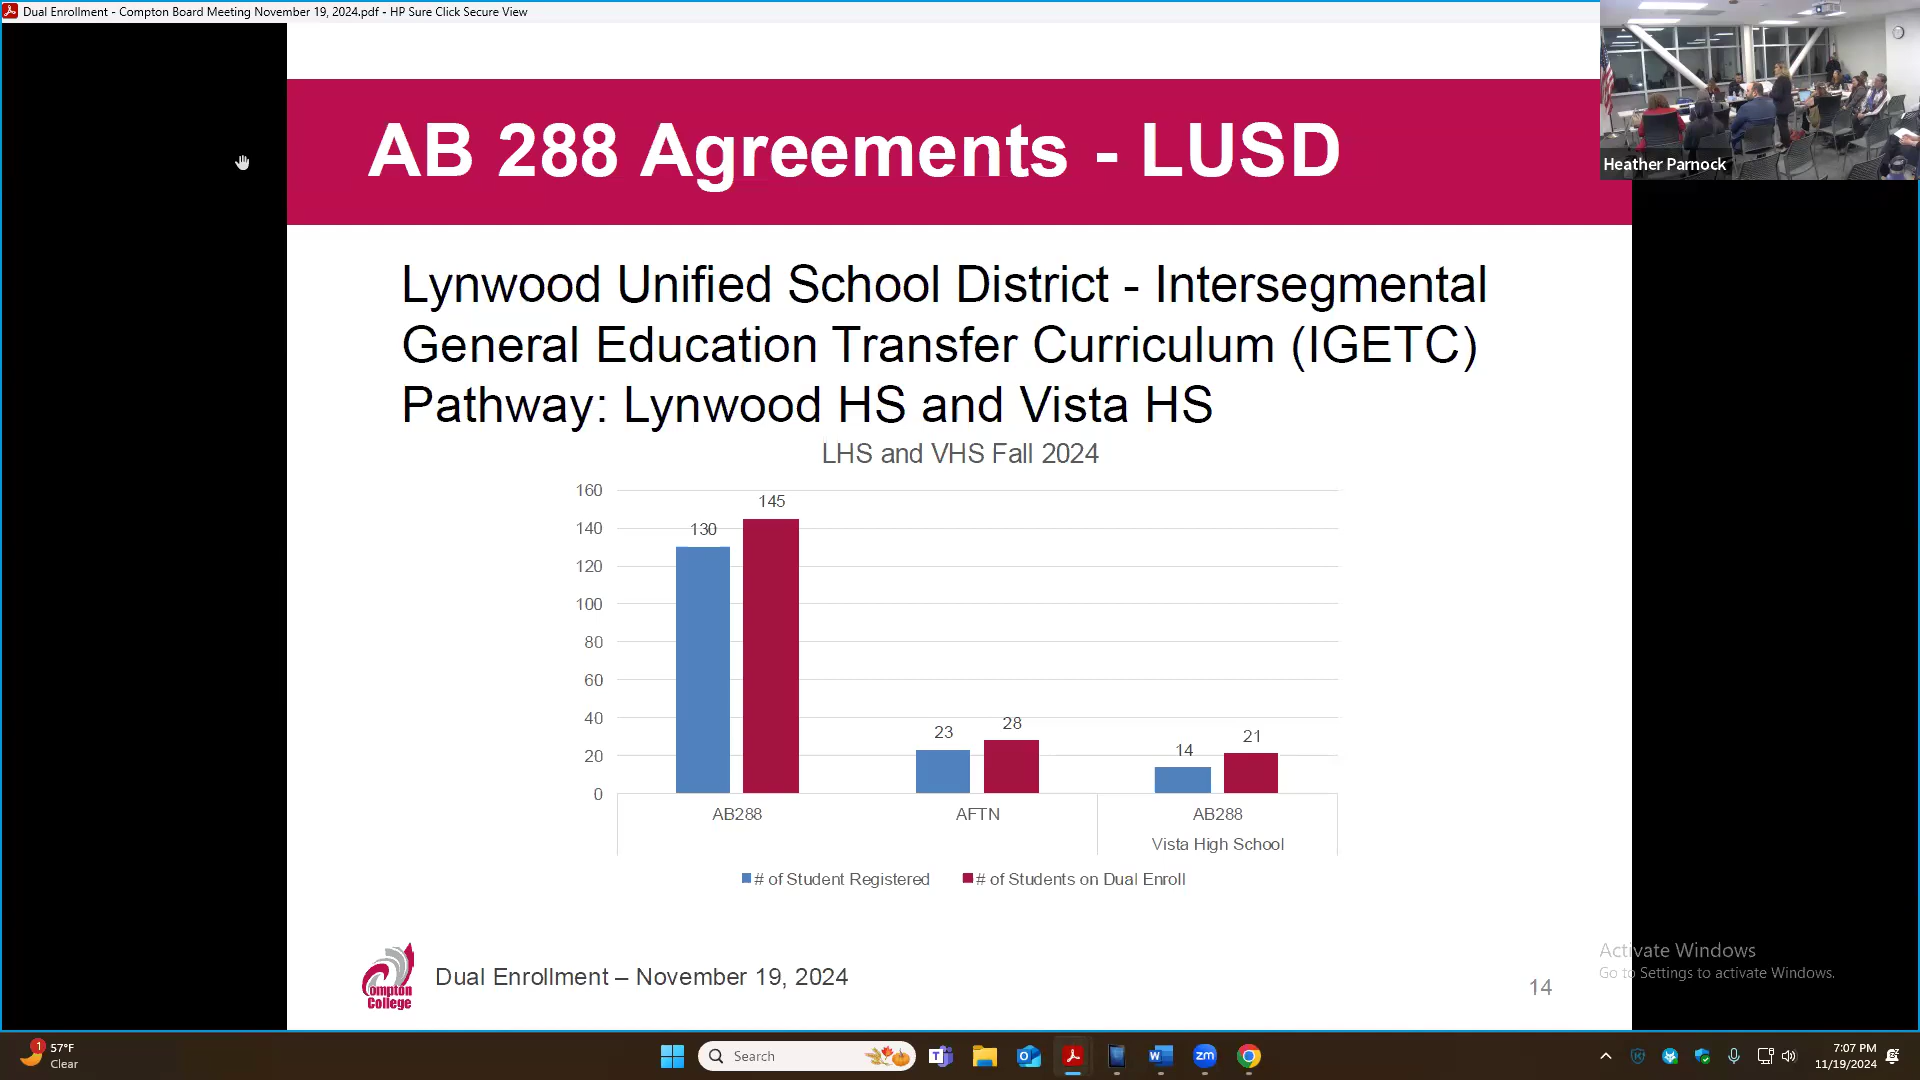 Dual Enrollment - Compton Board Meeting November 19, 2024.pdf - HP Sure Click Secure View
Heather Parnock
AB 288 Agreements - LUSD
Lynwood Unified School District - Intersegmental
General Education Transfer Curriculum (IGETC)
Pathway: Lynwood HS and Vista HS
LHS and VHS Fall 2024
160
140
120
100
80
60
40
20
0
130
145
23
28
14
21
AB288
AFTN
AB288
Vista High School
# of Student Registered
# of Students on Dual Enroll
Compton
College
Dual Enrollment – November 19, 2024
14
Activate Windows
Go to Settings to activate Windows.
1
57°F
Clear
Search
zm
7:07 PM
11/19/2024